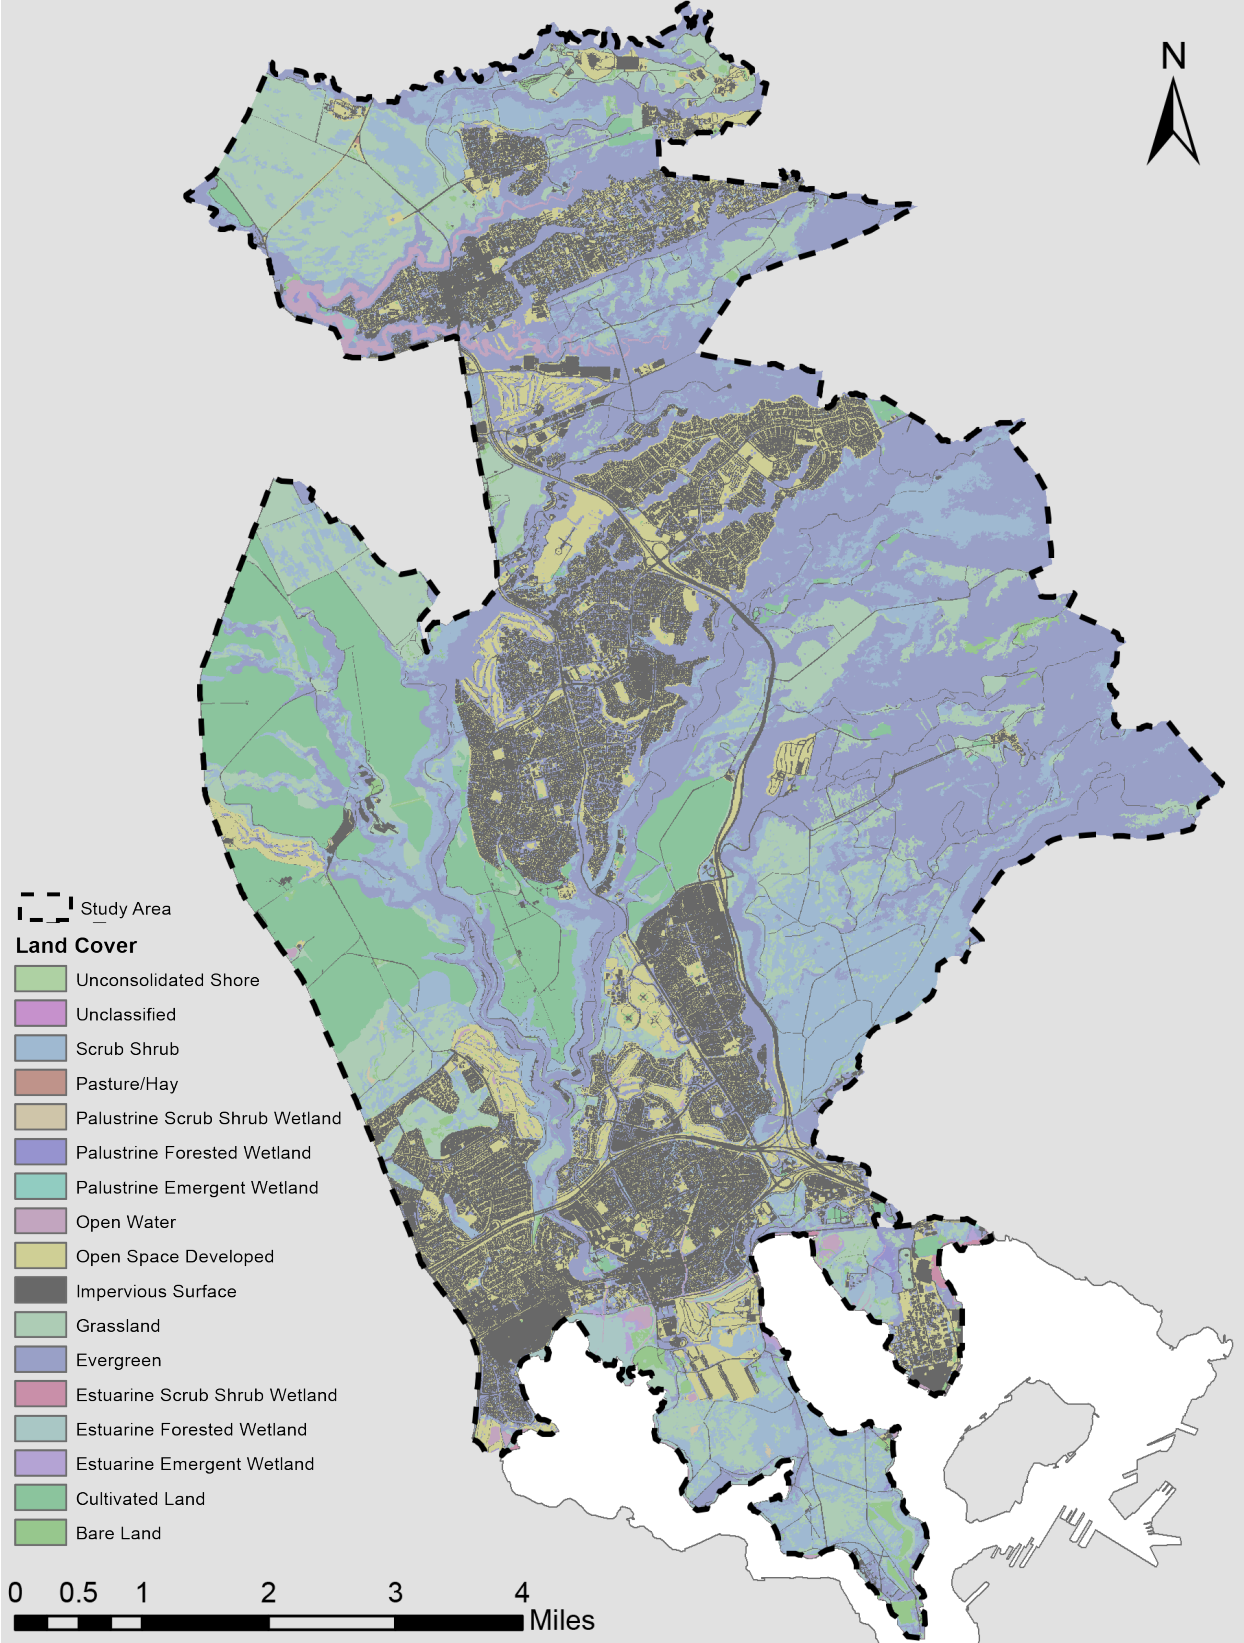 N
Study Area
Land Cover
Unconsolidated Shore
Unclassified
Scrub Shrub
Pasture/Hay
Palustrine Scrub Shrub Wetland
Palustrine Forested Wetland
Palustrine Emergent Wetland
Open Water
Open Space Developed
Impervious Surface
Grassland
Evergreen
Estuarine Scrub Shrub Wetland
Estuarine Forested Wetland
Estuarine Emergent Wetland
Cultivated Land
Bare Land
0 0.5 1 2 3 4
Miles